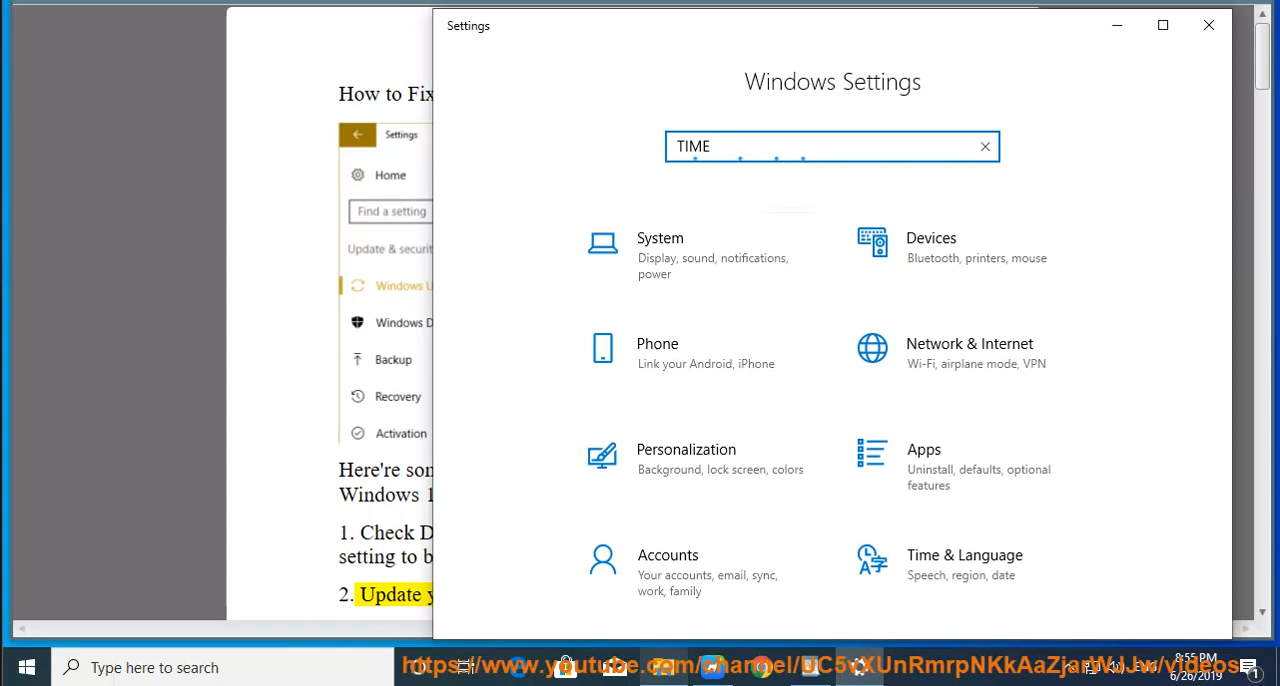 Settings
Windows Settings
TIME
System
Display, sound, notifications,
power
Devices
Bluetooth, printers, mouse
Phone
Link your Android, iPhone
Network & Internet
Wi-Fi, airplane mode, VPN
Personalization
Background, lock screen, colors
Apps
Uninstall, defaults, optional
features
Accounts
Your accounts, email, sync,
work, family
Time & Language
Speech, region, date
How to Fix
Settings
Home
Find a setting
Update & securit
Windows U
Windows D
Backup
Recovery
Activation
Here're son
Windows 1
1. Check D
setting to b
2. Update y
Type here to search
8:55 PM
6/26/2019
1